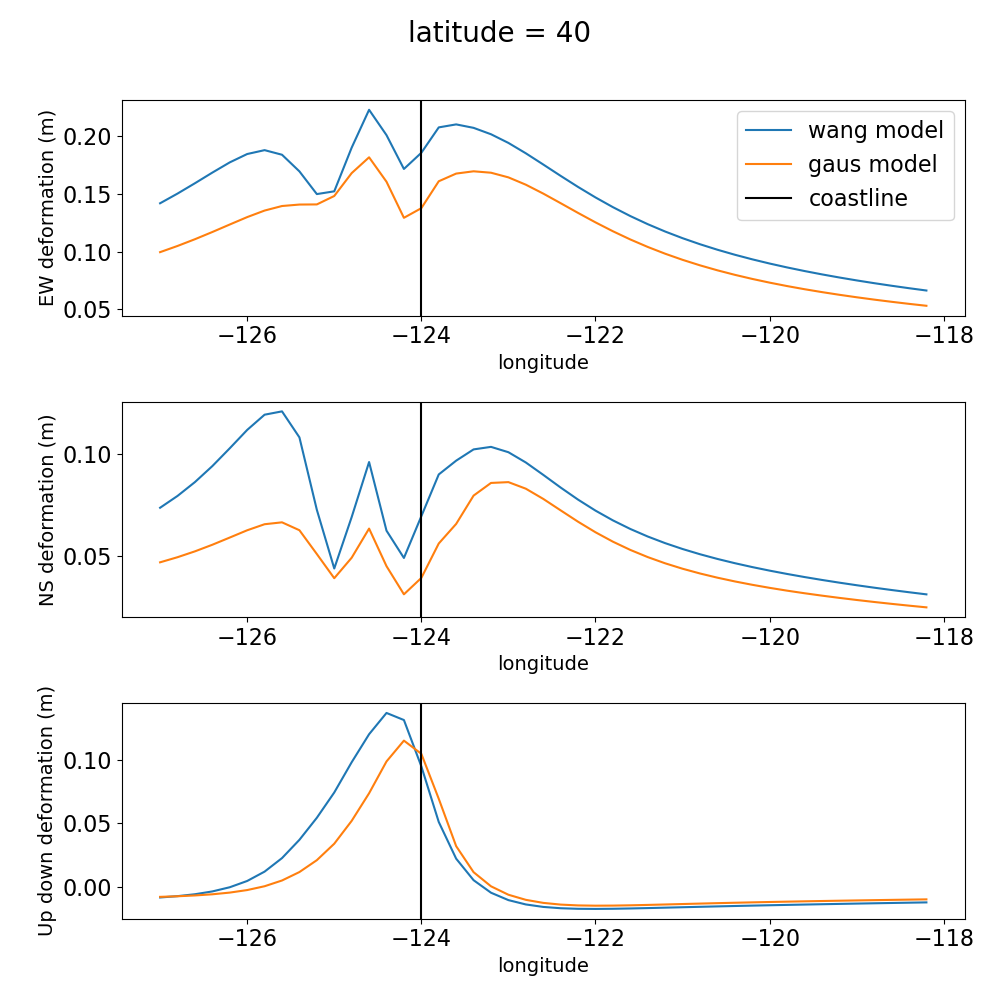 latitude = 40
EW deformation (m)
0.20
0.15
0.10
0.05
wang model
gaus model
coastline
−126 −124 −122 −120 −118
longitude
NS deformation (m)
0.10
0.05
−126 −124 −122 −120 −118
longitude
Up down deformation (m)
0.10
0.05
0.00
−126 −124 −122 −120 −118
longitude